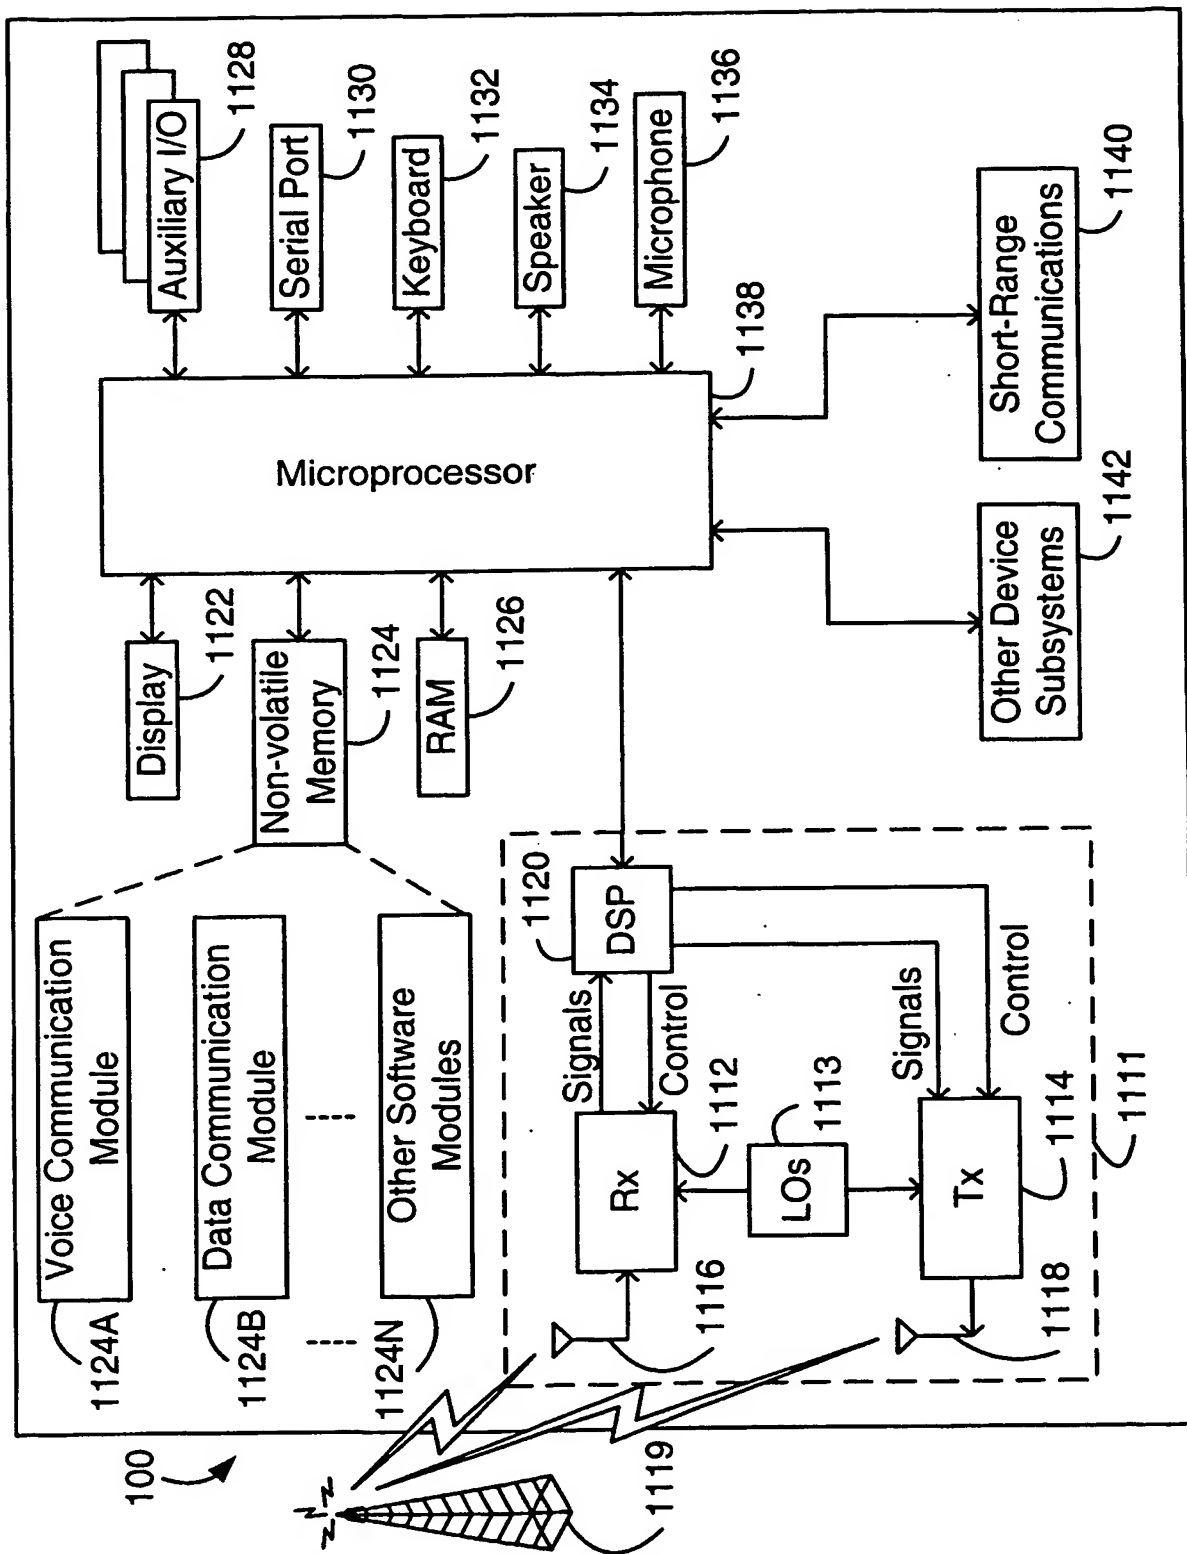 100
1119
1124A
Voice Communication
Module
1124B
Data Communication
Module
1124N
Other Software
Modules
Display
1122
Non-volatile
Memory
1124
RAM
1126
Microprocessor
1138
Auxiliary I/O
1128
Serial Port
1130
Keyboard
1132
Speaker
1134
Microphone
1136
1116
Rx
1112
Signals
Control
DSP
1120
LOs
1113
1118
Tx
1114
Signals
Control
1111
Other Device
Subsystems
1142
Short-Range
Communications
1140